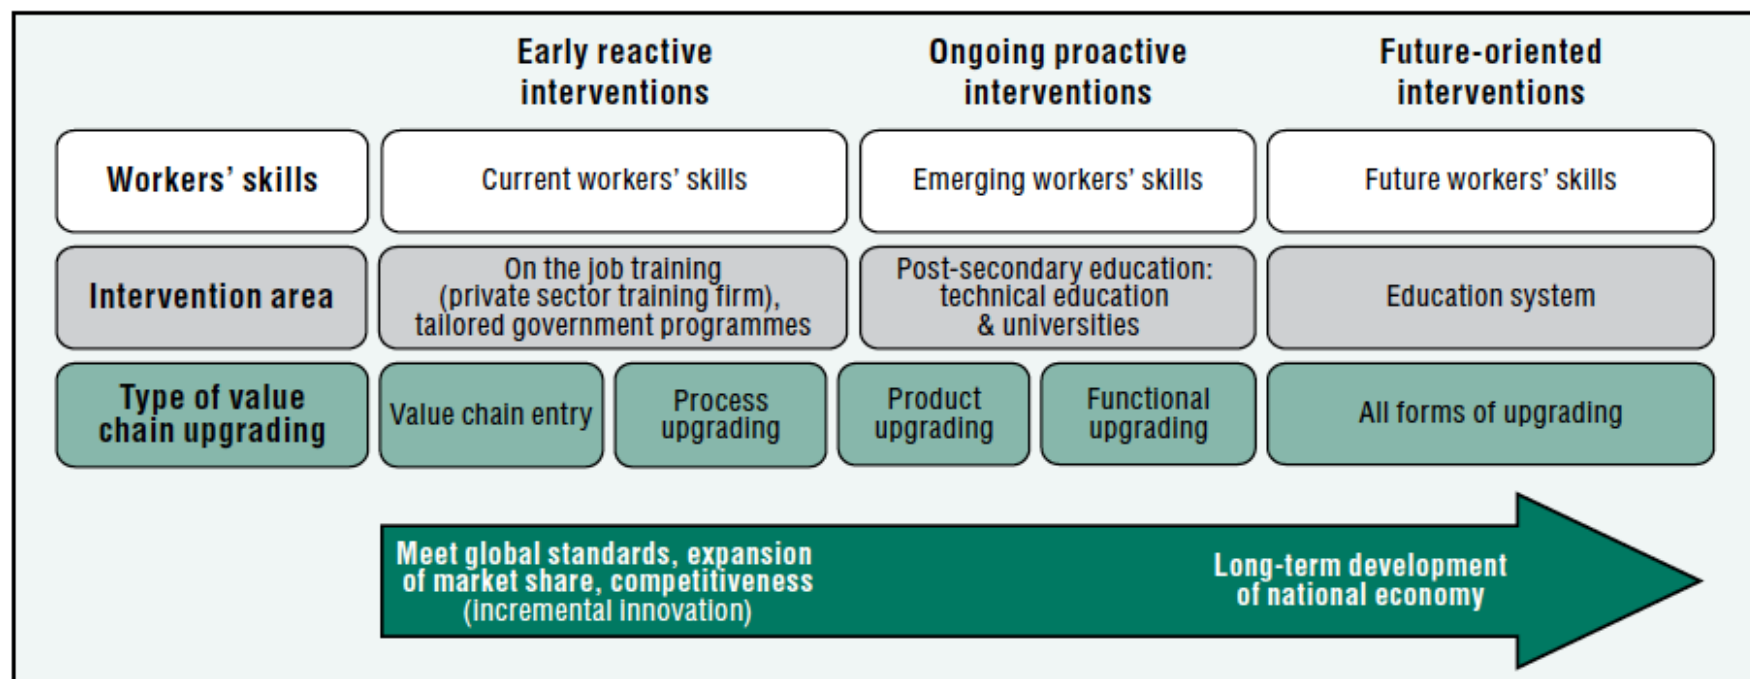 Early reactive
interventions
Ongoing proactive
interventions
Future-oriented
interventions
Workers’ skills
Current workers’ skills
Emerging workers’ skills
Future workers’ skills
Intervention area
On the job training
(private sector training firm),
tailored government programmes
Post-secondary education:
technical education
& universities
Education system
Type of value
chain upgrading
Value chain entry
Process
upgrading
Product
upgrading
Functional
upgrading
All forms of upgrading
Meet global standards, expansion
of market share, competitiveness
(incremental innovation)
Long-term development
of national economy